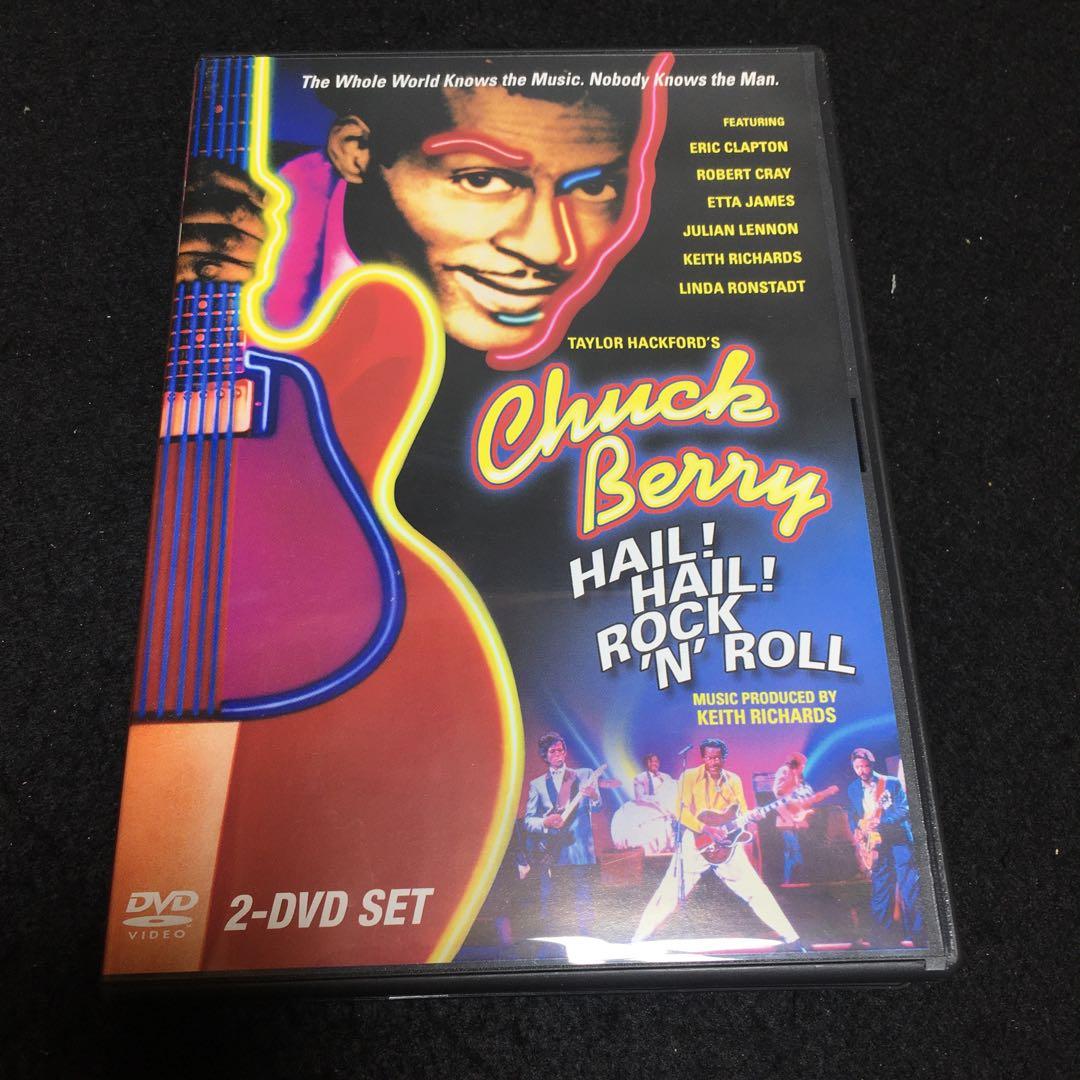 The Whole World Knows the Music. Nobody Knows the Man.
FEATURING
ERIC CLAPTON
ROBERT CRAY
ETTA JAMES
JULIAN LENNON
KEITH RICHARDS
LINDA RONSTADT
TAYLOR HACKFORD'S
Chuck
Berry
HAIL!
HAIL!
ROCK
'N' ROLL
MUSIC PRODUCED BY
KEITH RICHARDS
DVD
VIDEO
2-DVD SET